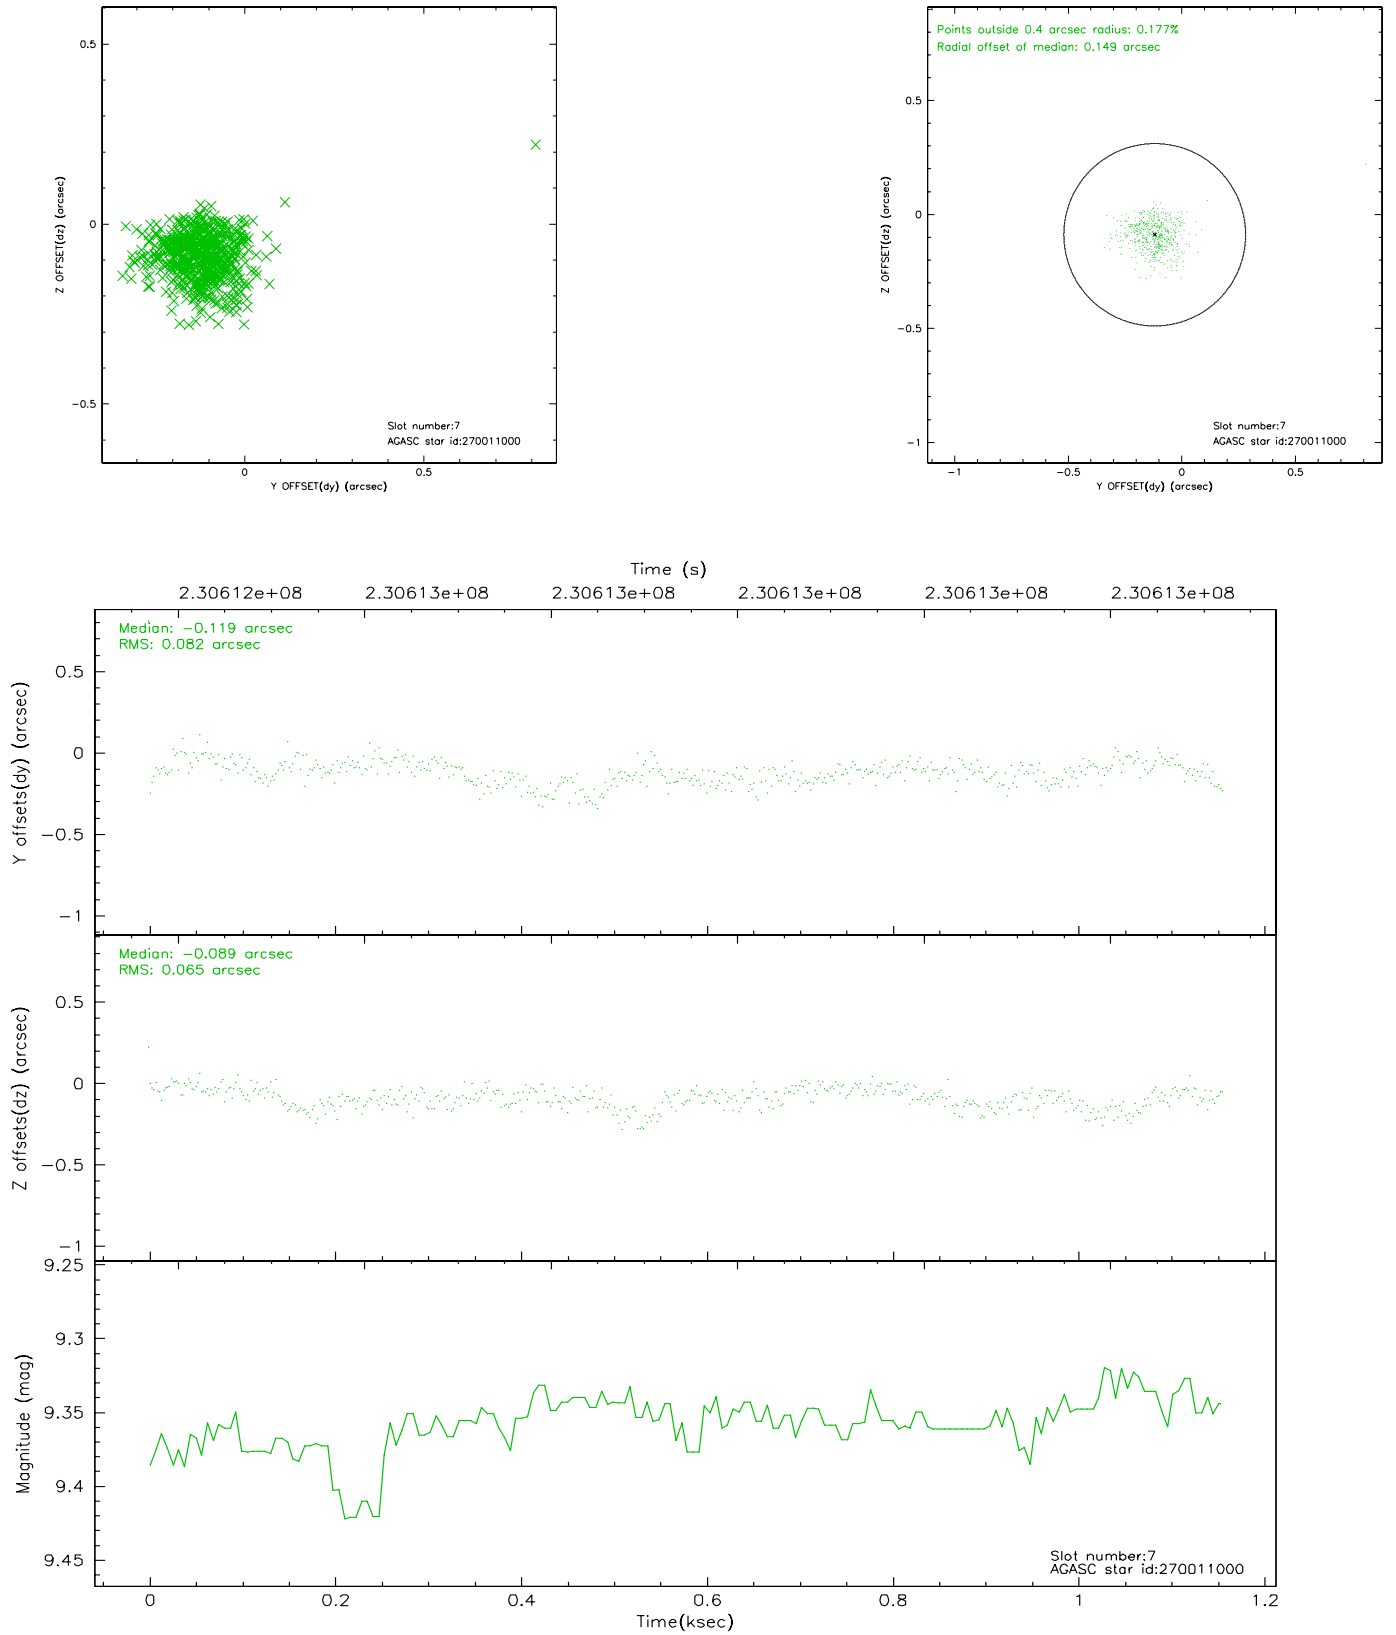 0.5
0
-0.5
Z OFFSET(dz) (arcsec)
Slot number:7
AGASC star id:270011000
0
0.5
Y OFFSET(dy) (arcsec)
Points outside 0.4 arcsec radius: 0.177%
Radial offset of median: 0.149 arcsec
0.5
0
-0.5
-1
Z OFFSET(dz) (arcsec)
Slot number:7
AGASC star id:270011000
-1
-0.5
0
0.5
Y OFFSET(dy) (arcsec)
Time (s)
2.30612e+08 2.30613e+08 2.30613e+08 2.30613e+08 2.30613e+08 2.30613e+08
Median: -0.119 arcsec
RMS: 0.082 arcsec
0.5
0
-0.5
-1
Y offsets(dy) (arcsec)
Median: -0.089 arcsec
RMS: 0.065 arcsec
0.5
0
-0.5
-1
Z offsets(dz) (arcsec)
9.25
9.3
9.35
9.4
9.45
Magnitude (mag)
Slot number:7
AGASC star id:270011000
0 0.2 0.4 0.6 0.8 1 1.2
Time(ksec)